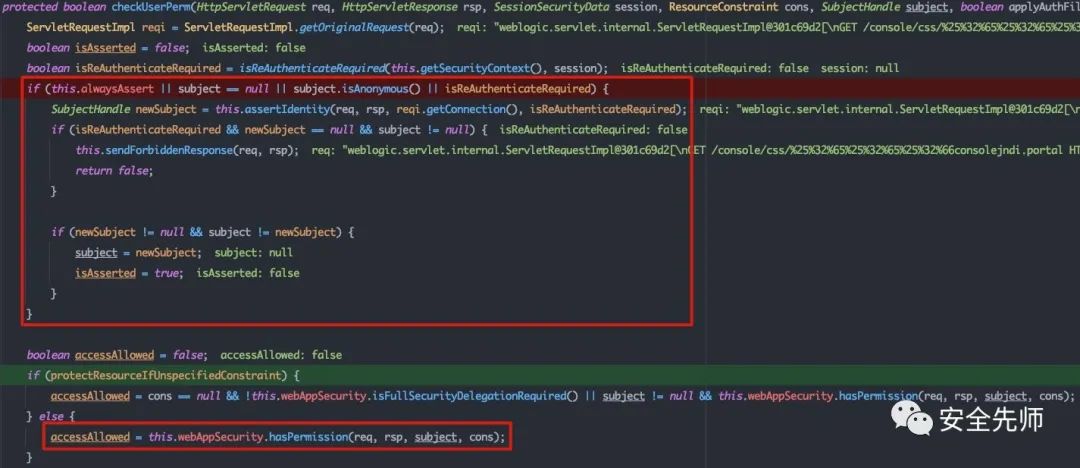 protected boolean checkUserPerm(HttpServletRequest req, HttpServletResponse rsp, SessionSecurityData session, ResourceConstraint cons, SubjectHandle subject, boolean applyAuthFil
ServletRequestImpl reqi = ServletRequestImpl.getOriginalRequest(req); reqi: "weblogic.servlet.internal.ServletRequestImpl@301c69d2[\nGET /console/css/%25%32%65%25%32%65%25%3
boolean isAsserted = false; isAsserted: false
boolean isReAuthenticateRequired = isReAuthenticateRequired(this.getSecurityContext(), session); isReAuthenticateRequired: false session: null
if (this.alwaysAssert || subject == null || subject.isAnonymous() || isReAuthenticateRequired) {
SubjectHandle newSubject = this.assertIdentity(req, rsp, reqi.getConnection(), isReAuthenticateRequired); reqi: "weblogic.servlet.internal.ServletRequestImpl@301c69d2[\n
if (isReAuthenticateRequired && newSubject == null && subject != null) { isReAuthenticateRequired: false
this.sendForbiddenResponse(req, rsp); req: "weblogic.servlet.internal.ServletRequestImpl@301c69d2[\nGET /console/css/%25%32%65%25%32%65%25%32%66consolejndi.portal HT
return false;
}
if (newSubject != null && subject != newSubject) {
subject = newSubject; subject: null
isAsserted = true; isAsserted: false
}
}
boolean accessAllowed = false; accessAllowed: false
if (protectResourceIfUnspecifiedConstraint) {
accessAllowed = cons == null && !this.webAppSecurity.isFullSecurityDelegationRequired() || subject != null && this.webAppSecurity.hasPermission(req, rsp, subject, cons);
} else {
accessAllowed = this.webAppSecurity.hasPermission(req, rsp, subject, cons);
}
安全先师